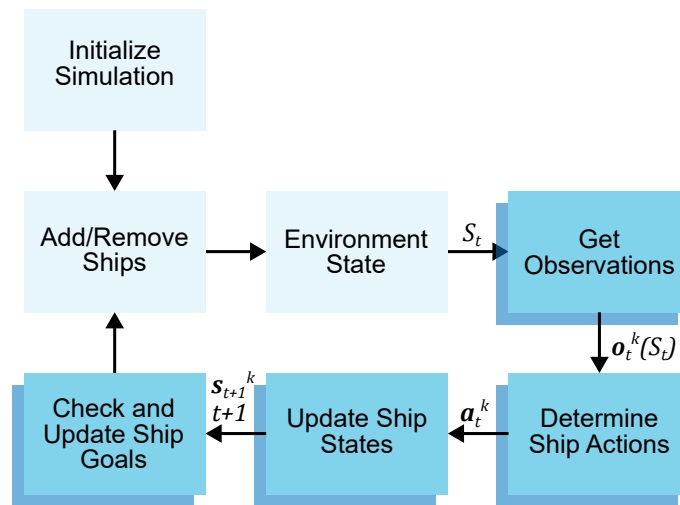 Initialize
Simulation
Add/Remove
Ships
Environment
State
S_t
Get
Observations
o_t^k(S_t)
Determine
Ship Actions
a_t^k
Update Ship
States
s_{t+1}^k
t+1
Check and
Update Ship
Goals